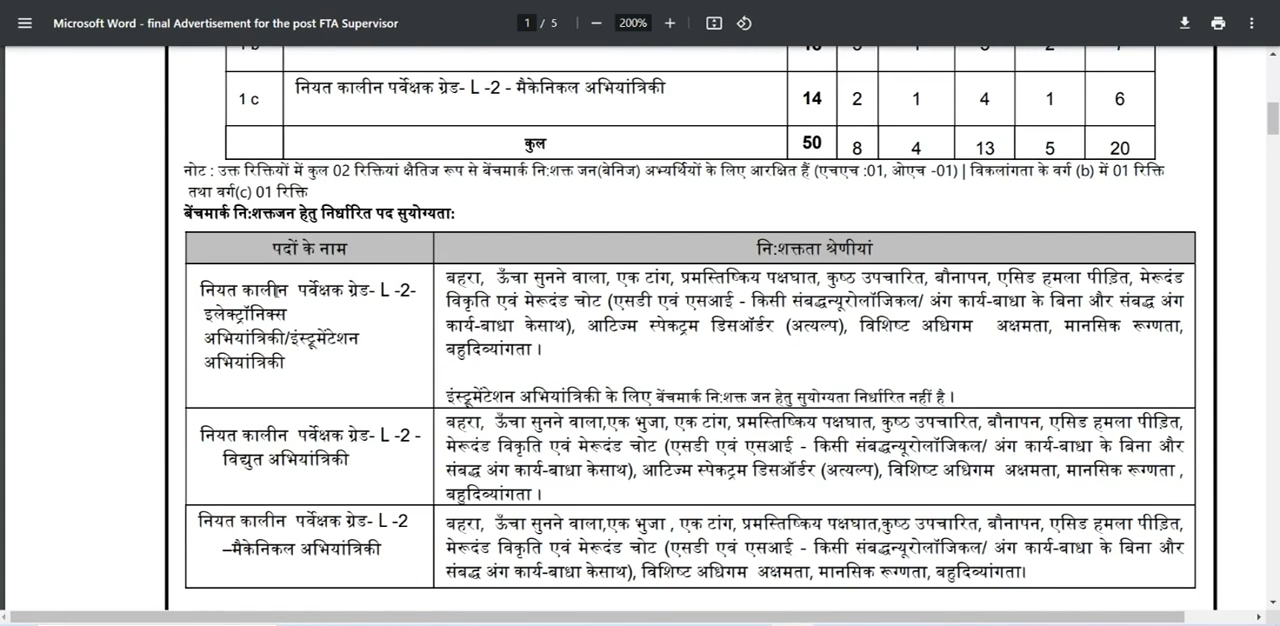 Microsoft Word - final Advertisement for the post FTA Supervisor
1 / 5
200%
1 c नियत कालीन पर्वेक्षक ग्रेड- L -2 - मैकेनिकल अभियांत्रिकी 14 2 1 4 1 6
कुल 50 8 4 13 5 20
नोट : उक्त रिक्तियों में कुल 02 रिक्तियां क्षैतिज रूप से बेंचमार्क नि:शक्त जन(बेनिज) अभ्यर्थियों के लिए आरक्षित हैं (एचएच :01, ओएच -01) | विकलांगता के वर्ग (b) में 01 रिक्ति
तथा वर्ग(c) 01 रिक्ति
बेंचमार्क नि:शक्तजन हेतु निर्धारित पद सुयोग्यता:
पदों के नाम
नि:शक्तता श्रेणीयां
नियत कालीन पर्वेक्षक ग्रेड- L -2-
इलेक्ट्रॉनिक्स
अभियांत्रिकी/इंस्टूमेंटेशन
अभियांत्रिकी
बहरा, ऊँचा सुनने वाला, एक टांग, प्रमस्तिष्किय पक्षघात, कुष्ठ उपचारित, बौनापन, एसिड हमला पीड़ित, मेरूदंड
विकृति एवं मेरूदंड चोट (एसडी एवं एसआई - किसी संबद्धन्यूरोलॉजिकल/ अंग कार्य-बाधा के बिना और संबद्ध अंग
कार्य-बाधा केसाथ), आटिज्म स्पेकट्रम डिसऑर्डर (अत्यल्प), विशिष्ट अधिगम अक्षमता, मानसिक रूग्णता,
बहुदिव्यांगता ।
इंस्टूमेंटेशन अभियांत्रिकी के लिए बेंचमार्क नि:शक्त जन हेतु सुयोग्यता निर्धारित नहीं है ।
नियत कालीन पर्वेक्षक ग्रेड- L -2 -
विद्युत अभियांत्रिकी
बहरा, ऊँचा सुनने वाला,एक भुजा, एक टांग, प्रमस्तिष्किय पक्षघात, कुष्ठ उपचारित, बौनापन, एसिड हमला पीड़ित,
मेरूदंड विकृति एवं मेरूदंड चोट (एसडी एवं एसआई - किसी संबद्धन्यूरोलॉजिकल/ अंग कार्य-बाधा के बिना और
संबद्ध अंग कार्य-बाधा केसाथ), आटिज्म स्पेकट्रम डिसऑर्डर (अत्यल्प), विशिष्ट अधिगम अक्षमता, मानसिक रूग्णता ,
बहुदिव्यांगता ।
नियत कालीन पर्वेक्षक ग्रेड- L -2
–मैकेनिकल अभियांत्रिकी
बहरा, ऊँचा सुनने वाला,एक भुजा , एक टांग, प्रमस्तिष्किय पक्षघात,कुष्ठ उपचारित, बौनापन, एसिड हमला पीड़ित,
मेरूदंड विकृति एवं मेरूदंड चोट (एसडी एवं एसआई - किसी संबद्धन्यूरोलॉजिकल/ अंग कार्य-बाधा के बिना और
संबद्ध अंग कार्य-बाधा केसाथ), विशिष्ट अधिगम अक्षमता, मानसिक रूग्णता, बहुदिव्यांगता।